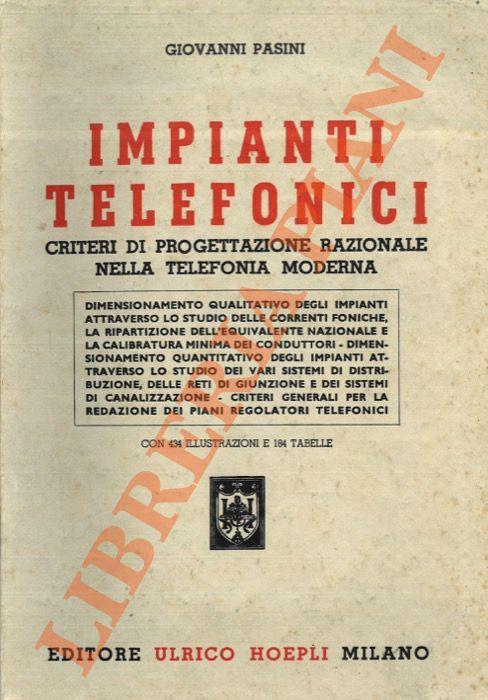 GIOVANNI PASINI
IMPIANTI
TELEFONICI
CRITERI DI PROGETTAZIONE RAZIONALE
NELLA TELEFONIA MODERNA
DIMENSIONAMENTO QUALITATIVO DEGLI IMPIANTI
ATTRAVERSO LO STUDIO DELLE CORRENTI FONICHE,
LA RIPARTIZIONE DELL'EQUIVALENTE NAZIONALE E
LA CALIBRATURA MINIMA DEI CONDUTTORI - DIMEN-
SIONAMENTO QUANTITATIVO DEGLI IMPIANTI AT-
TRAVERSO LO STUDIO DEI VARI SISTEMI DI DISTRI-
BUZIONE, DELLE RETI DI GIUNZIONE E DEI SISTEMI
DI CANALIZZAZIONE - CRITERI GENERALI PER LA
REDAZIONE DEI PIANI REGOLATORI TELEFONICI
CON 434 ILLUSTRAZIONI E 184 TABELLE
EDITORE ULRICO HOEPLI MILANO
LIBRERIA PIANI